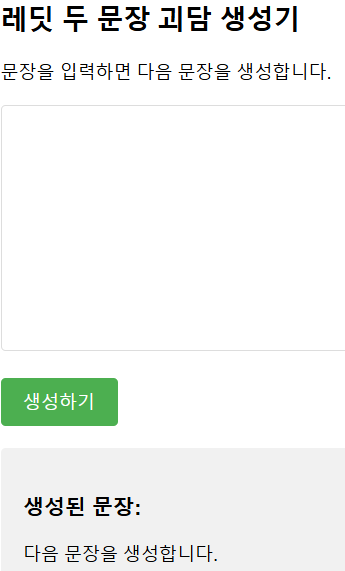 레딧 두 문장 괴담 생성기
문장을 입력하면 다음 문장을 생성합니다.
생성하기
생성된 문장:
다음 문장을 생성합니다.